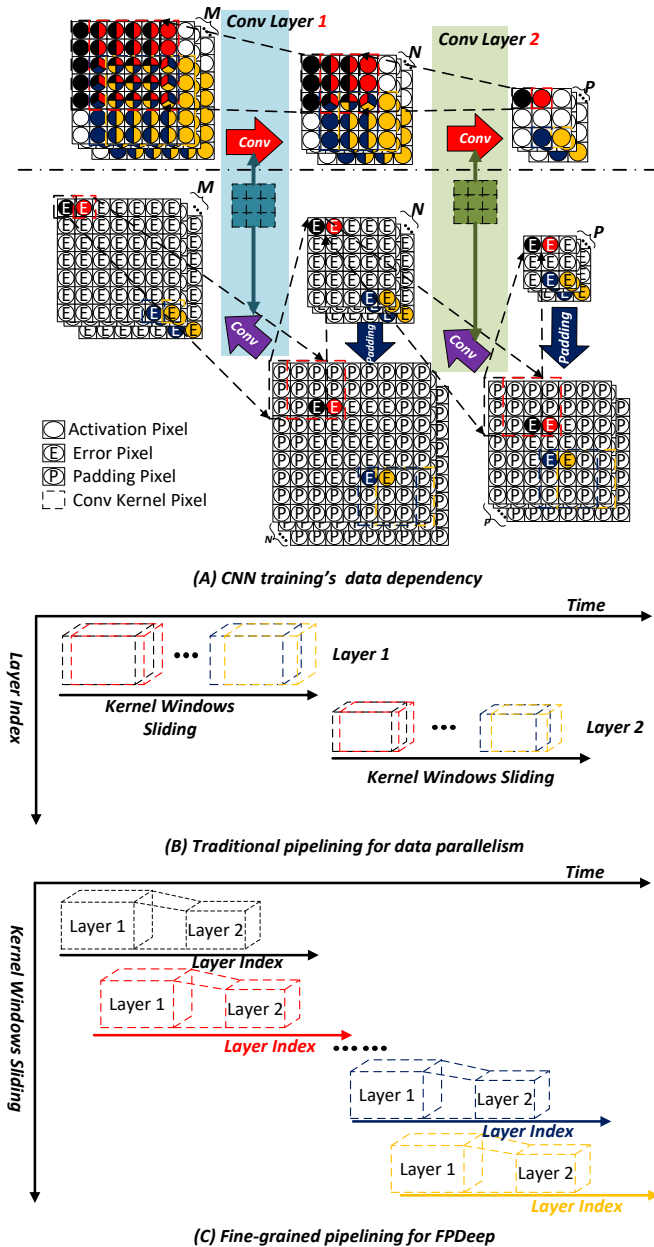 M
Conv Layer 1
N
Conv Layer 2
P
Conv
Conv
M
E E E E E E E
E E E E E E E
E E E E E E E
E E E E E E E
E E E E E E E
E E E E E E E
E E E E E E E
N
P
Conv
Padding
Conv
Padding
P P P P P P P P P
P P P P P P P P P
N
P
Activation Pixel
E Error Pixel
P Padding Pixel
Conv Kernel Pixel
(A) CNN training's data dependency
Time
Layer Index
Layer 1
Kernel Windows
Sliding
Layer 2
Kernel Windows Sliding
(B) Traditional pipelining for data parallelism
Time
Kernel Windows Sliding
Layer 1
Layer 2
Layer Index
Layer 1
Layer 2
Layer Index
Layer 1
Layer 2
Layer Index
Layer 1
Layer 2
Layer Index
(C) Fine-grained pipelining for FPDeep